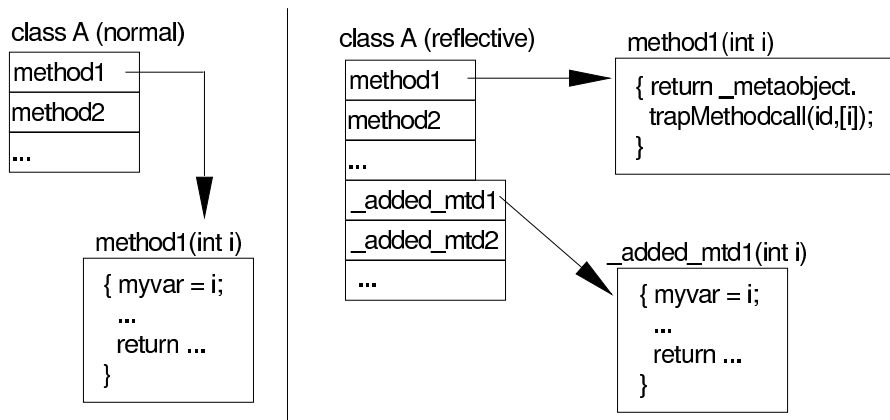 class A (normal)
method1
method2
...
method1(int i)
{ myvar = i;
...
return ...
}
class A (reflective)
method1
method2
...
_added_mtd1
_added_mtd2
...
method1(int i)
{ return _metaobject.
trapMethodcall(id,[i]);
}
_added_mtd1(int i)
{ myvar = i;
...
return ...
}